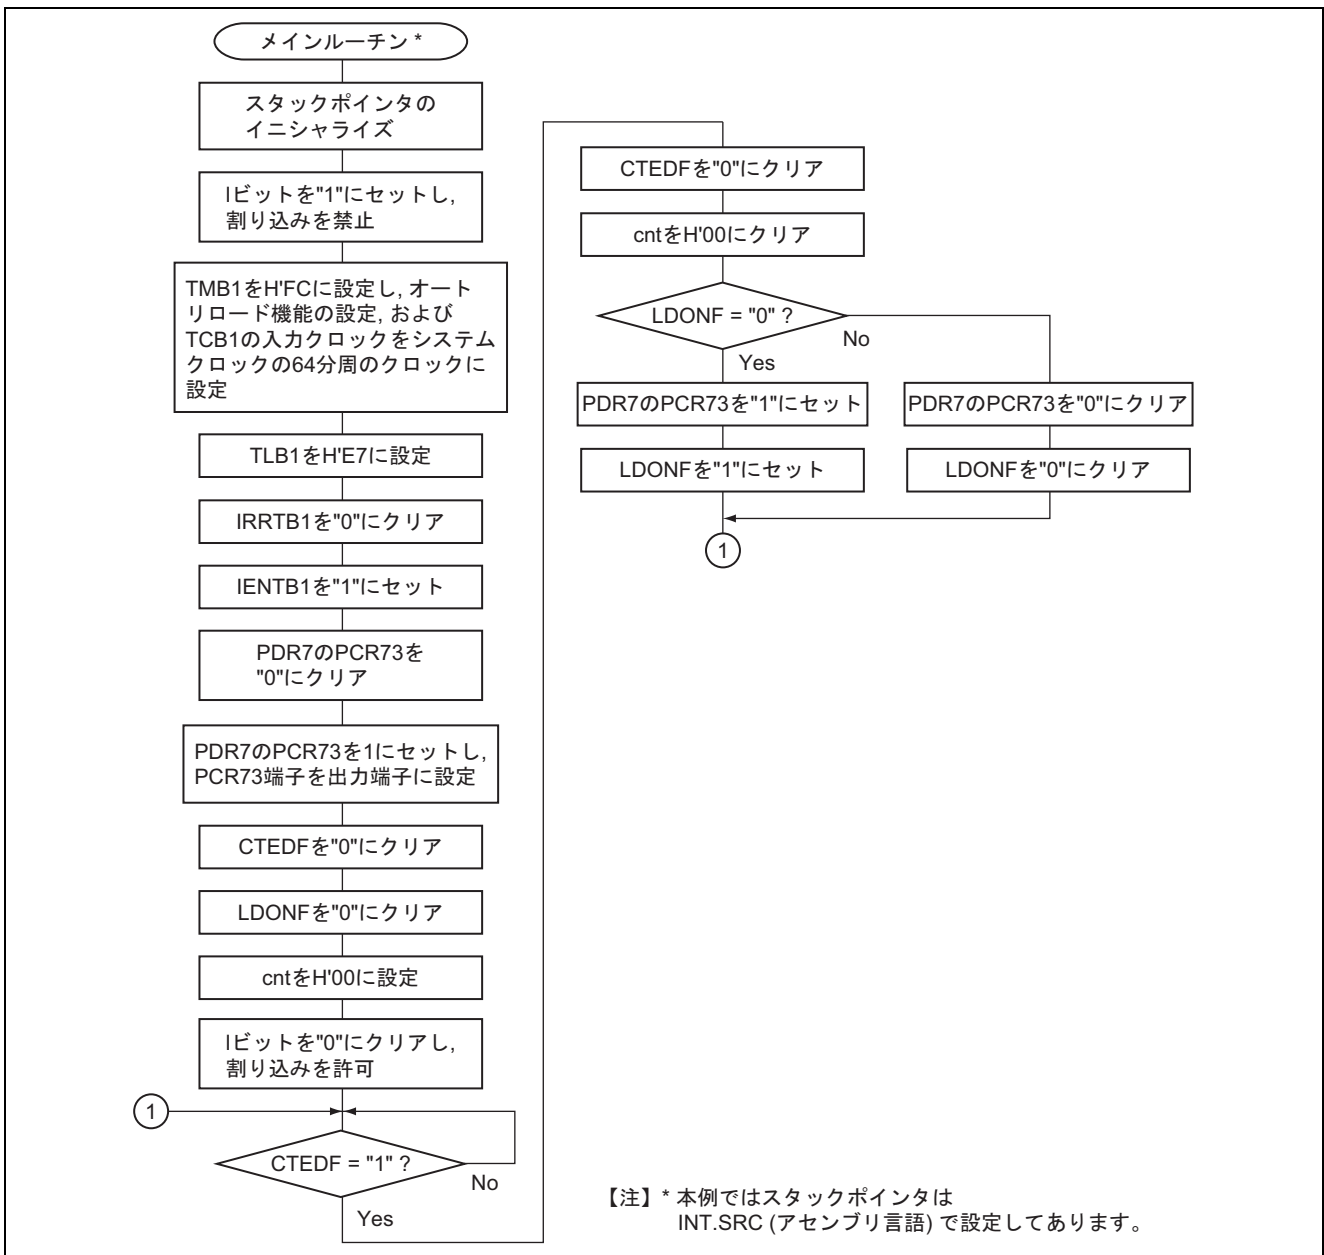 メインルーチン *
スタックポインタの
イニシャライズ
Iビットを"1"にセットし,
割り込みを禁止
TMB1をH'FCに設定し, オート
リロード機能の設定, および
TCB1の入力クロックをシステム
クロックの64分周のクロックに
設定
TLB1をH'E7に設定
IRRTB1を"0"にクリア
IENTB1を"1"にセット
PDR7のPCR73を
"0"にクリア
PDR7のPCR73を1にセットし,
PCR73端子を出力端子に設定
CTEDFを"0"にクリア
LDONFを"0"にクリア
cntをH'00に設定
Iビットを"0"にクリアし,
割り込みを許可
1
CTEDF = "1" ?
No
Yes
CTEDFを"0"にクリア
cntをH'00にクリア
LDONF = "0" ?
No
Yes
PDR7のPCR73を"1"にセット
PDR7のPCR73を"0"にクリア
LDONFを"1"にセット
LDONFを"0"にクリア
1
【注】* 本例ではスタックポインタは
INT.SRC (アセンブリ言語) で設定してあります。